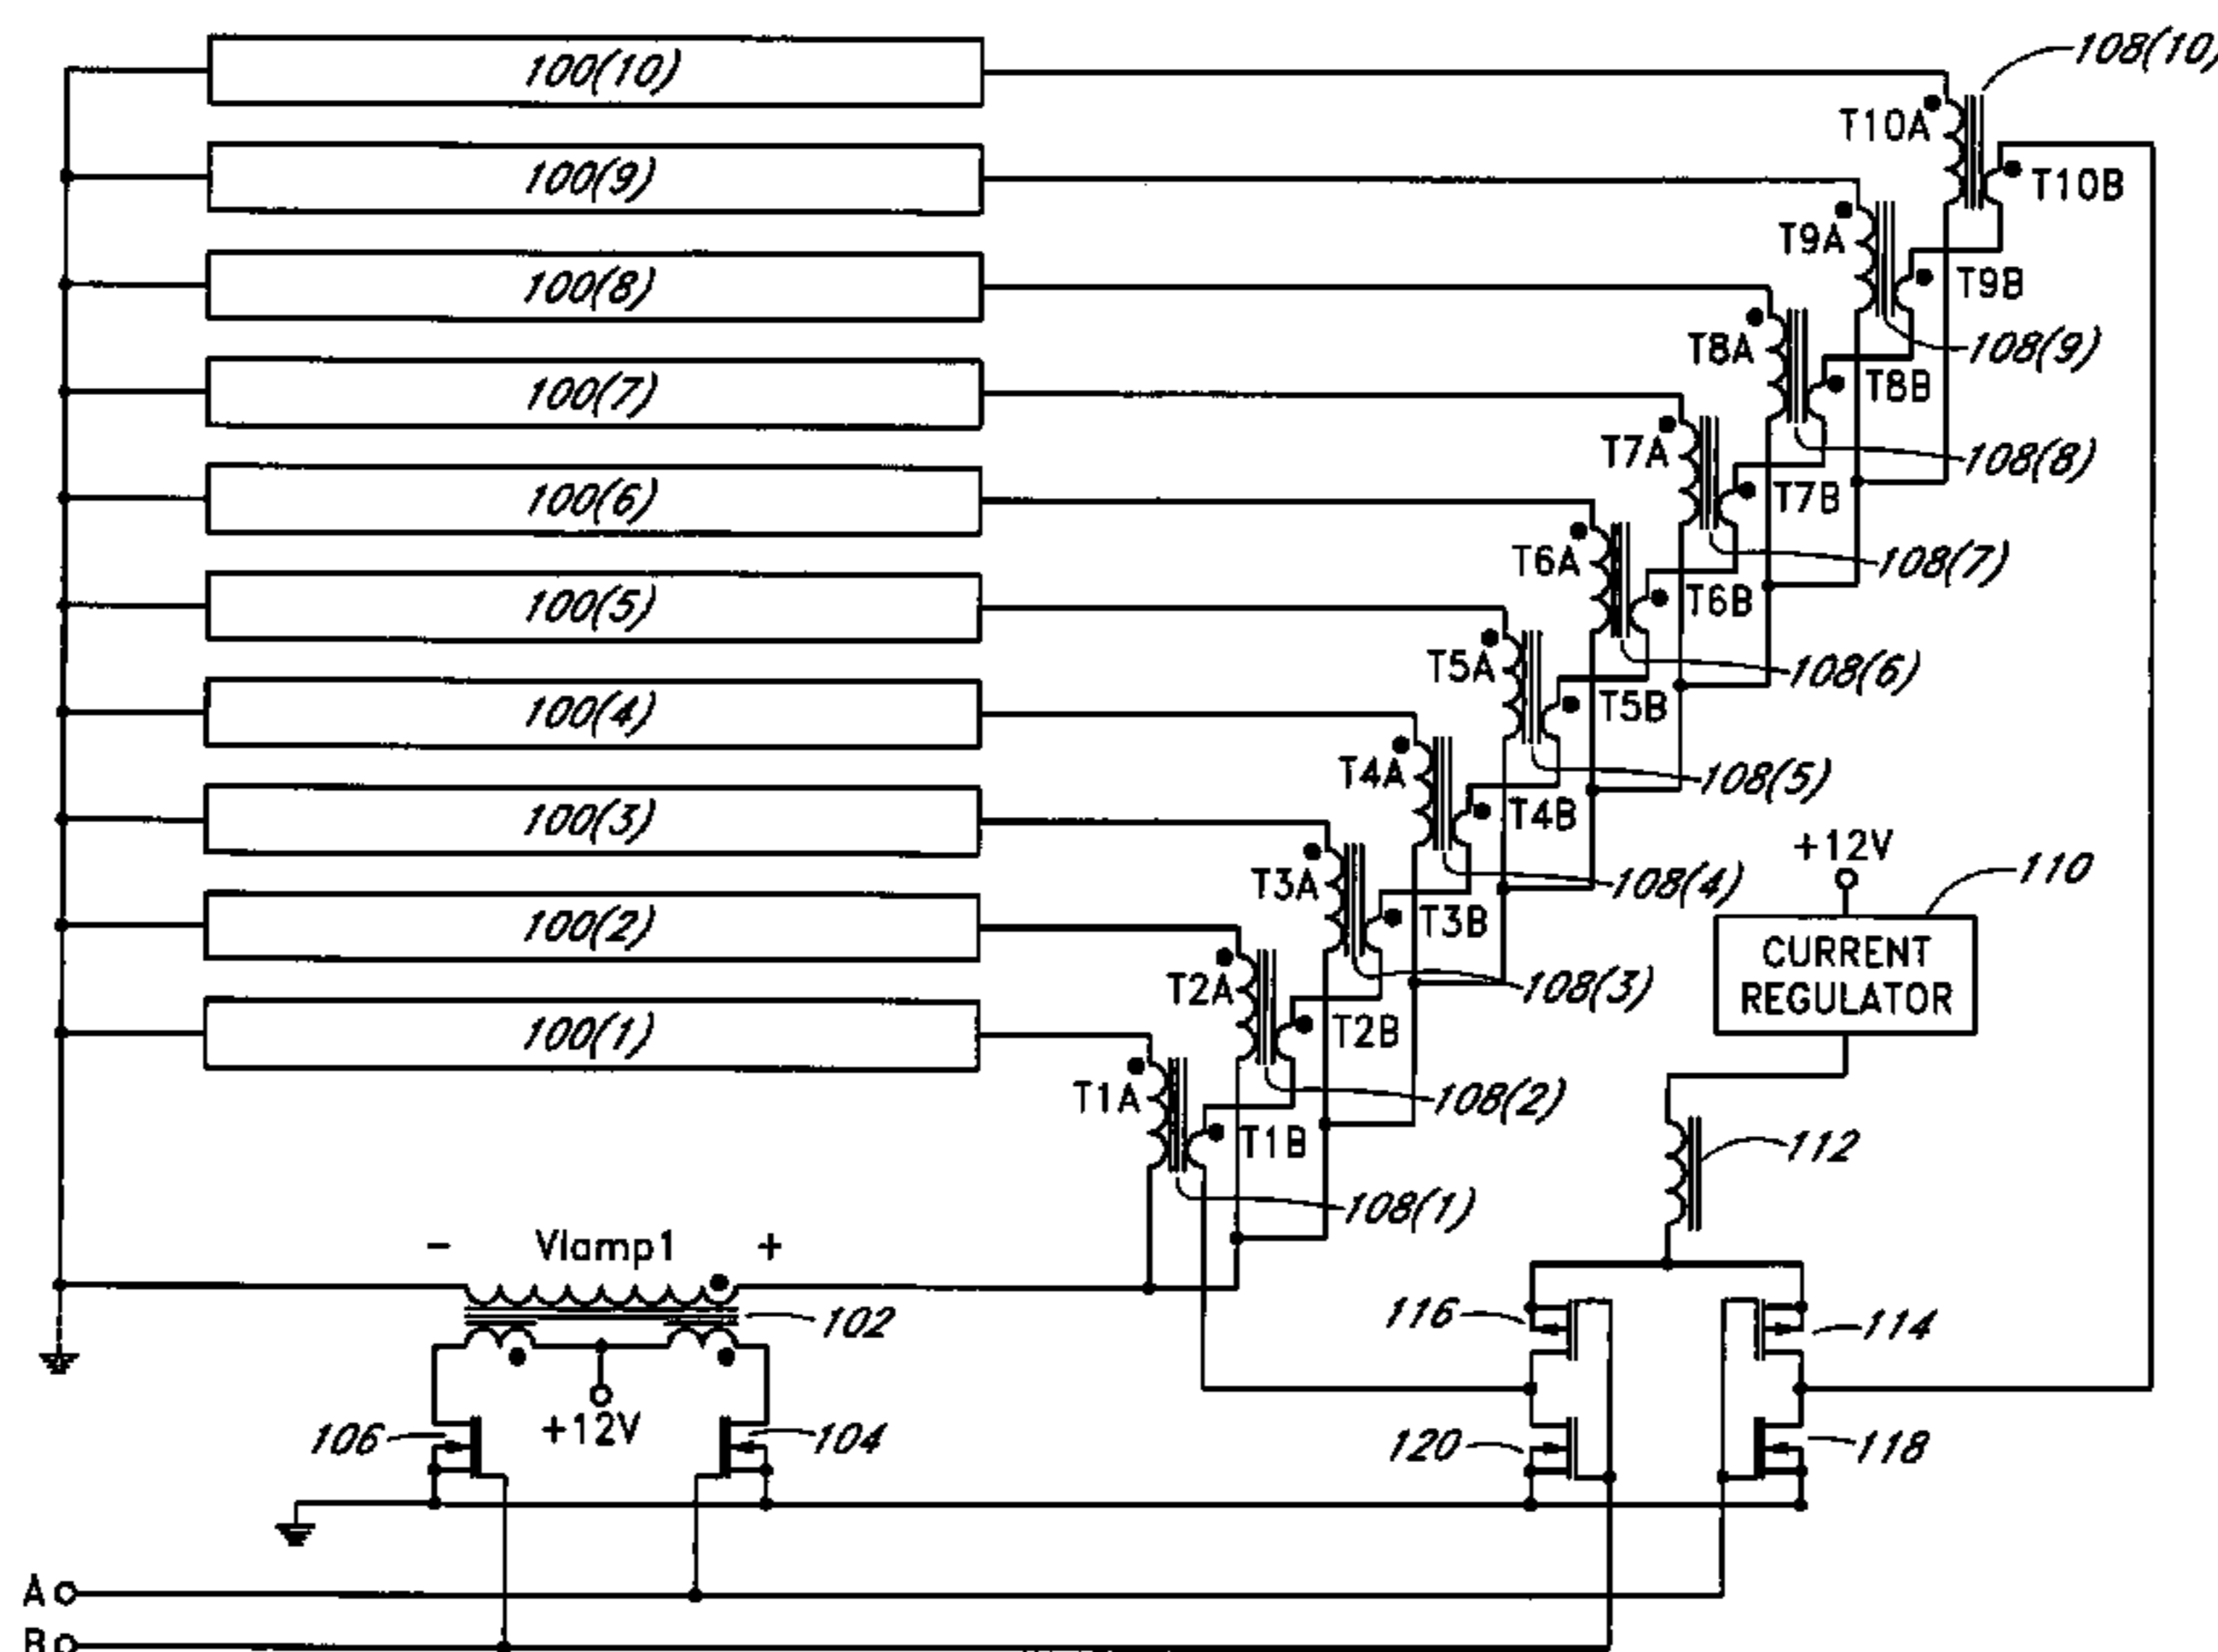 100(10)
108(10)
T10A
T10B
100(9)
T9A
T9B
108(9)
100(8)
T8A
T8B
108(8)
100(7)
T7A
T7B
108(7)
100(6)
T6A
T6B
108(6)
100(5)
T5A
T5B
108(5)
100(4)
T4A
T4B
108(4)
100(3)
T3A
T3B
108(3)
100(2)
T2A
T2B
108(2)
100(1)
T1A
T1B
108(1)
+12V
110
CURRENT
REGULATOR
112
- Vlamp1 +
102
+12V
106
104
116
114
120
118
A
B